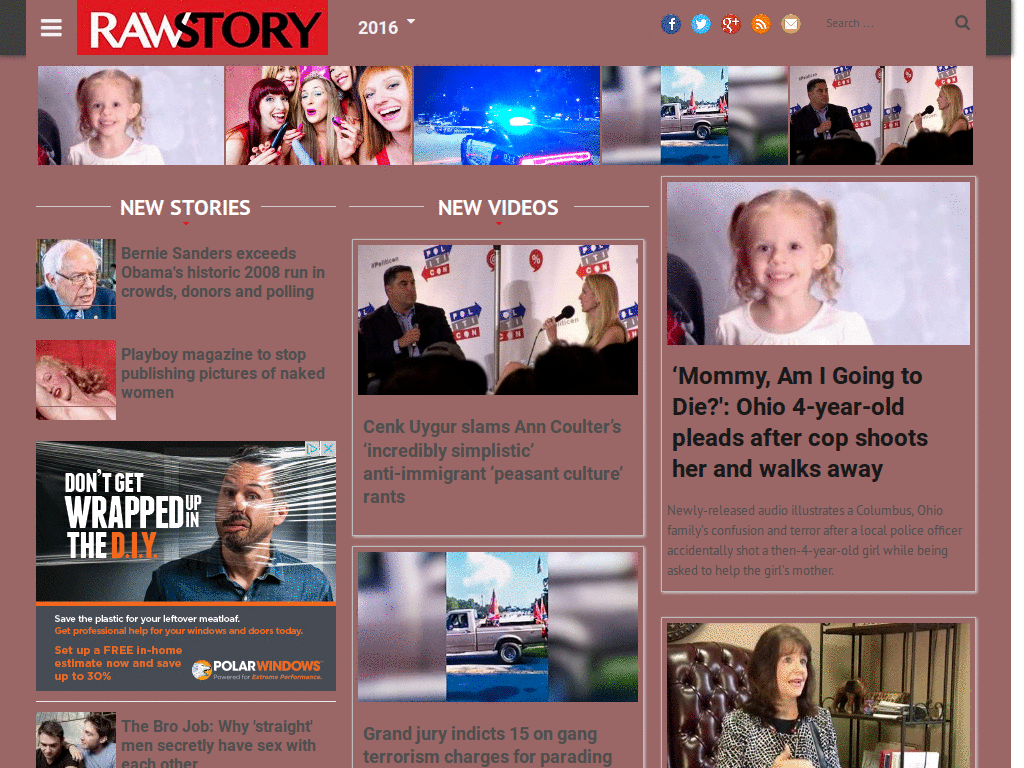 RAWSTORY
2016
Search ...
NEW STORIES
Bernie Sanders exceeds
Obama's historic 2008 run in
crowds, donors and polling
Playboy magazine to stop
publishing pictures of naked
women
DON'T GET
WRAPPED UP IN
THE D.I.Y.
Save the plastic for your leftover meatloaf.
Get professional help for your windows and doors today.
Set up a FREE in-home
estimate now and save
up to 30%
POLARWINDOWS
Powered for Extreme Performance.
The Bro Job: Why 'straight'
men secretly have sex with
each other
NEW VIDEOS
#Politicon
POLITICON
Cenk Uygur slams Ann Coulter's
‘incredibly simplistic’
anti-immigrant ‘peasant culture’
rants
Grand jury indicts 15 on gang
terrorism charges for parading
‘Mommy, Am I Going to
Die?': Ohio 4-year-old
pleads after cop shoots
her and walks away
Newly-released audio illustrates a Columbus, Ohio
family's confusion and terror after a local police officer
accidentally shot a then-4-year-old girl while being
asked to help the girl's mother.